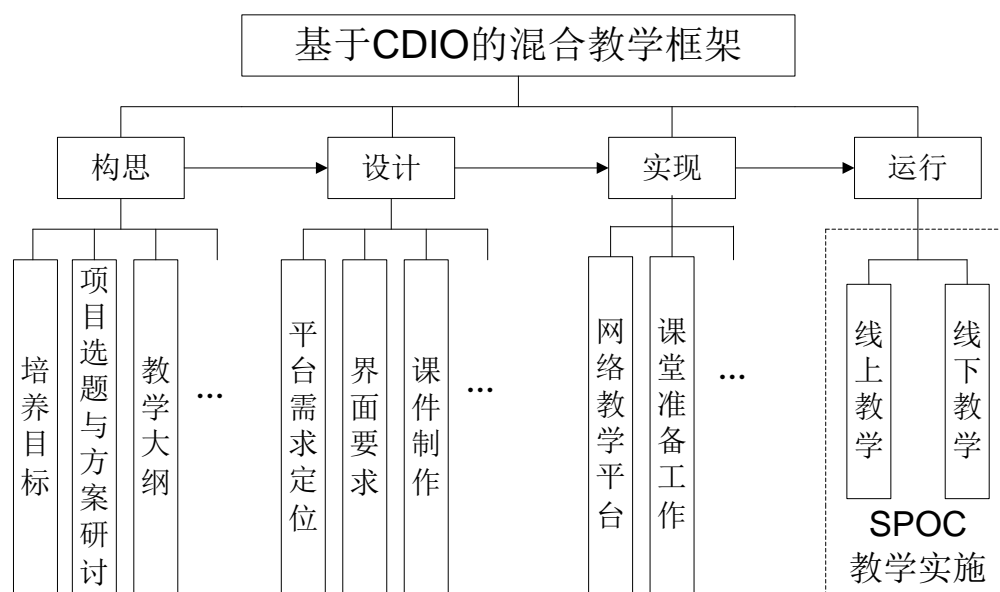 基于CDIO的混合教学框架
构思
设计
实现
运行
培养目标
项目选题与方案研讨
教学大纲
...
平台需求定位
界面要求
课件制作
...
网络教学平台
课堂准备工作
...
线上教学
线下教学
SPOC
教学实施